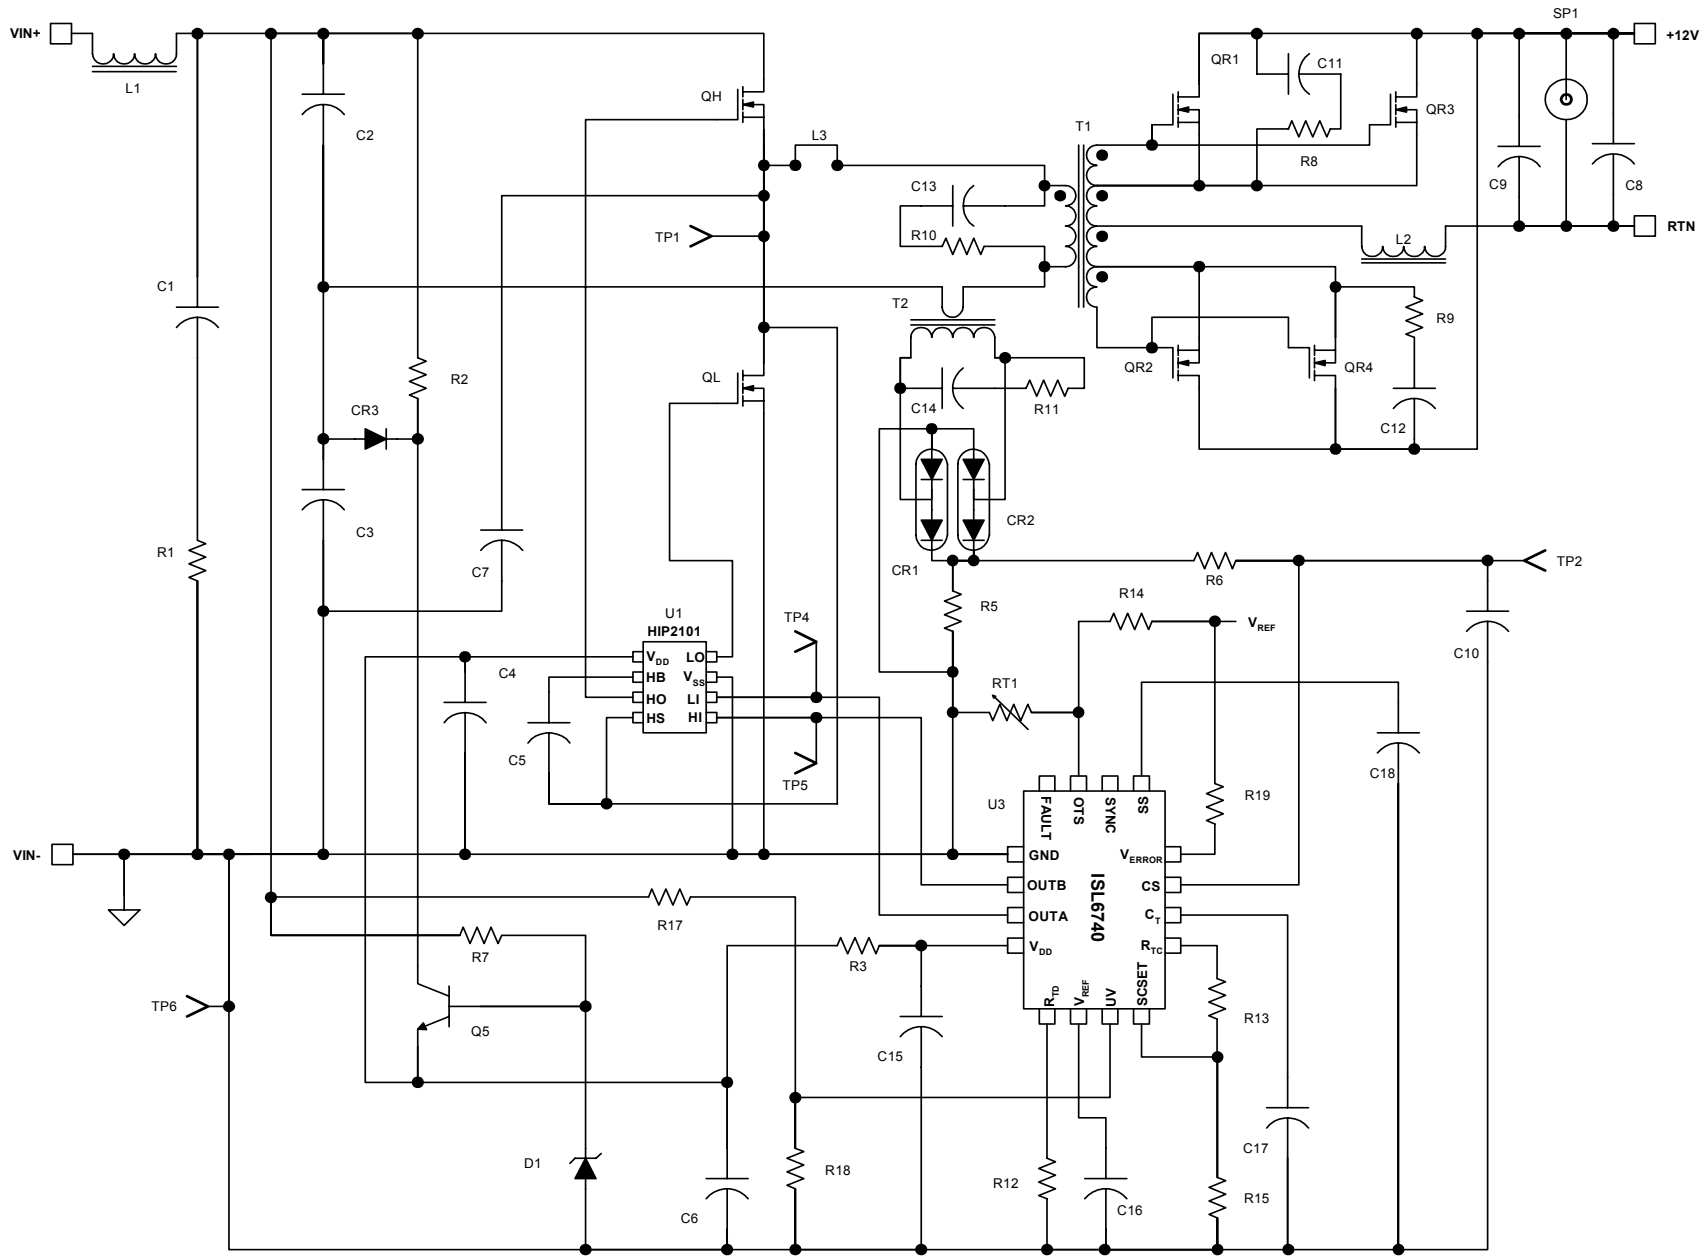 SP1
VIN+
+12V
L1
QR1
C11
QH
QR3
C2
L3
T1
R8
C9
C8
C13
TP1
R10
L2
RTN
C1
T2
R9
QL
R2
QR2
QR4
CR3
C14
R11
C12
C3
CR2
R1
C7
CR1
R6
TP2
U1
HIP2101
TP4
R5
R14
VREF
C10
VDD
LO
HB
VSS
HO
LI
HS
HI
C4
RT1
C5
TP5
C18
U3
FAULT
OTS
SYNC
SS
R19
VIN-
GND
VERROR
OUTB
CS
ISL6740
OUTA
CT
VDD
RTC
R17
R7
R3
RTD
VREF
UV
SCSET
TP6
Q5
R13
C15
D1
R18
R12
C16
C17
R15
C6